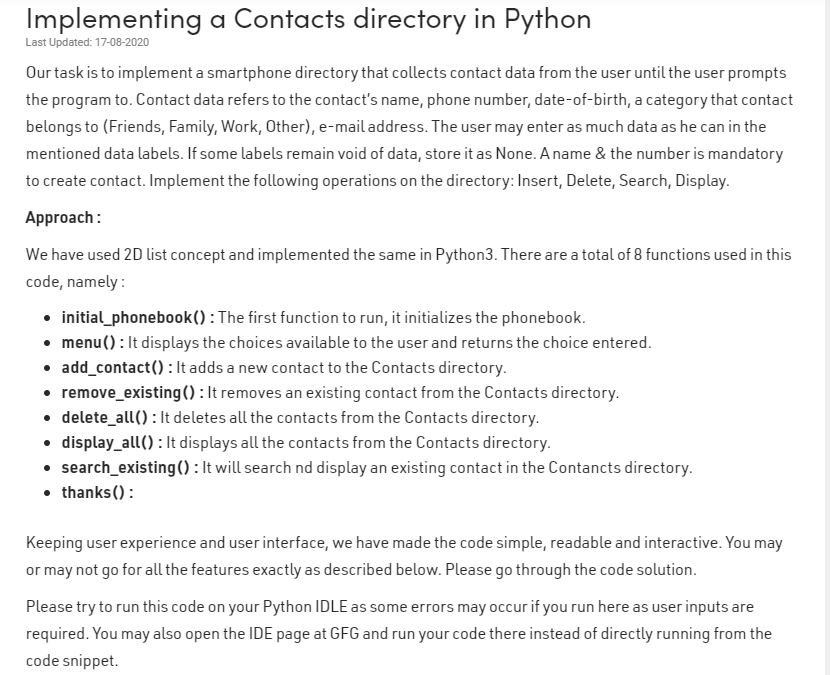 Implementing a Contacts directory in Python
Last Updated: 17-08-2020
Our task is to implement a smartphone directory that collects contact data from the user until the user prompts
the program to. Contact data refers to the contact's name, phone number, date-of-birth, a category that contact
belongs to (Friends, Family, Work, Other), e-mail address. The user may enter as much data as he can in the
mentioned data labels. If some labels remain void of data, store it as None. A name & the number is mandatory
to create contact. Implement the following operations on the directory: Insert, Delete, Search, Display.
Approach :
We have used 2D list concept and implemented the same in Python3. There are a total of 8 functions used in this
code, namely :
• initial_phonebook() : The first function to run, it initializes the phonebook.
• menu() : It displays the choices available to the user and returns the choice entered.
• add_contact() : It adds a new contact to the Contacts directory.
• remove_existing() : It removes an existing contact from the Contacts directory.
• delete_all() : It deletes all the contacts from the Contacts directory.
• display_all() : It displays all the contacts from the Contacts directory.
• search_existing() : It will search nd display an existing contact in the Contancts directory.
• thanks() :
Keeping user experience and user interface, we have made the code simple, readable and interactive. You may
or may not go for all the features exactly as described below. Please go through the code solution.
Please try to run this code on your Python IDLE as some errors may occur if you run here as user inputs are
required. You may also open the IDE page at GFG and run your code there instead of directly running from the
code snippet.